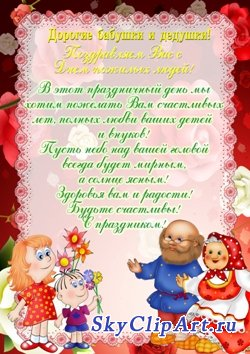 Дорогие бабушки и дедушки!
Поздравляем Вас с
Днем пожилых людей!
В этот праздничный день мы
хотим пожелать Вам счастливых
лет, полных любви ваших детей
и внуков!
Пусть небо над вашей головой
всегда будет мирным,
а солнце ясным!
Здоровья вам и радости!
Будьте счастливы!
С праздником!
SkyClipArt.ru